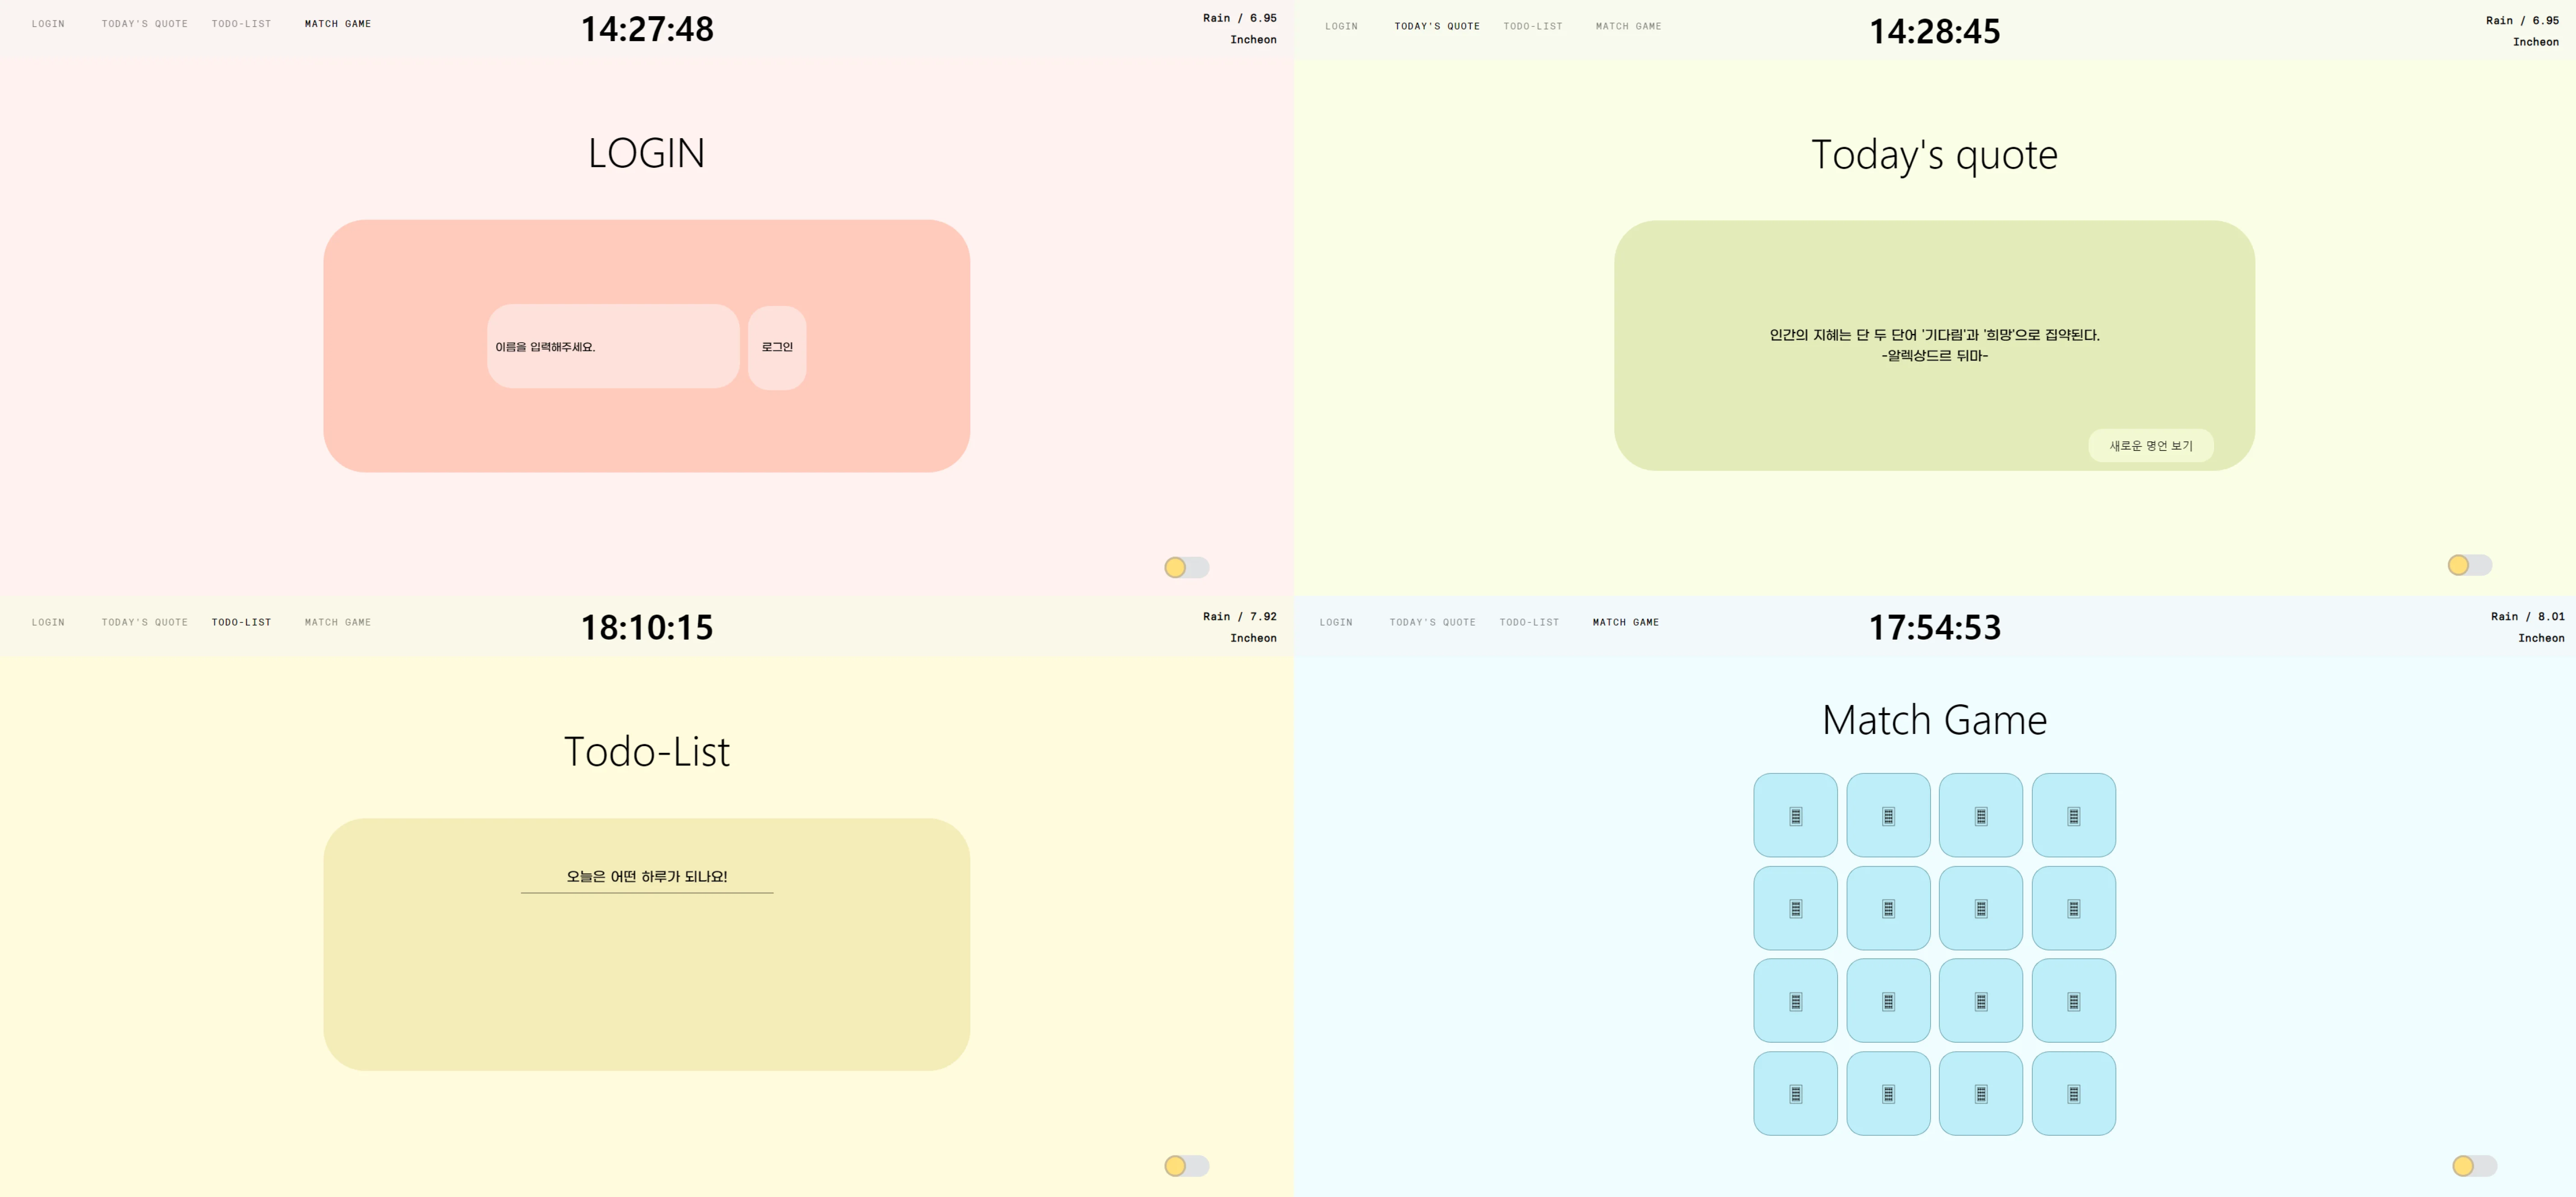 LOGIN TODAY'S QUOTE TODO-LIST MATCH GAME
14:27:48
Rain / 6.95
Incheon
LOGIN
이름을 입력해주세요.
로그인
LOGIN TODAY'S QUOTE TODO-LIST MATCH GAME
14:28:45
Rain / 6.95
Incheon
Today's quote
인간의 지혜는 단 두 단어 '기다림'과 '희망'으로 집약된다.
-알렉상드르 뒤마-
새로운 명언 보기
LOGIN TODAY'S QUOTE TODO-LIST MATCH GAME
18:10:15
Rain / 7.92
Incheon
Todo-List
오늘은 어떤 하루가 되나요!
LOGIN TODAY'S QUOTE TODO-LIST MATCH GAME
17:54:53
Rain / 8.01
Incheon
Match Game